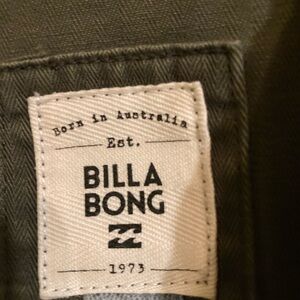 Born in Australia
Est.
BILLA
BONG
1973